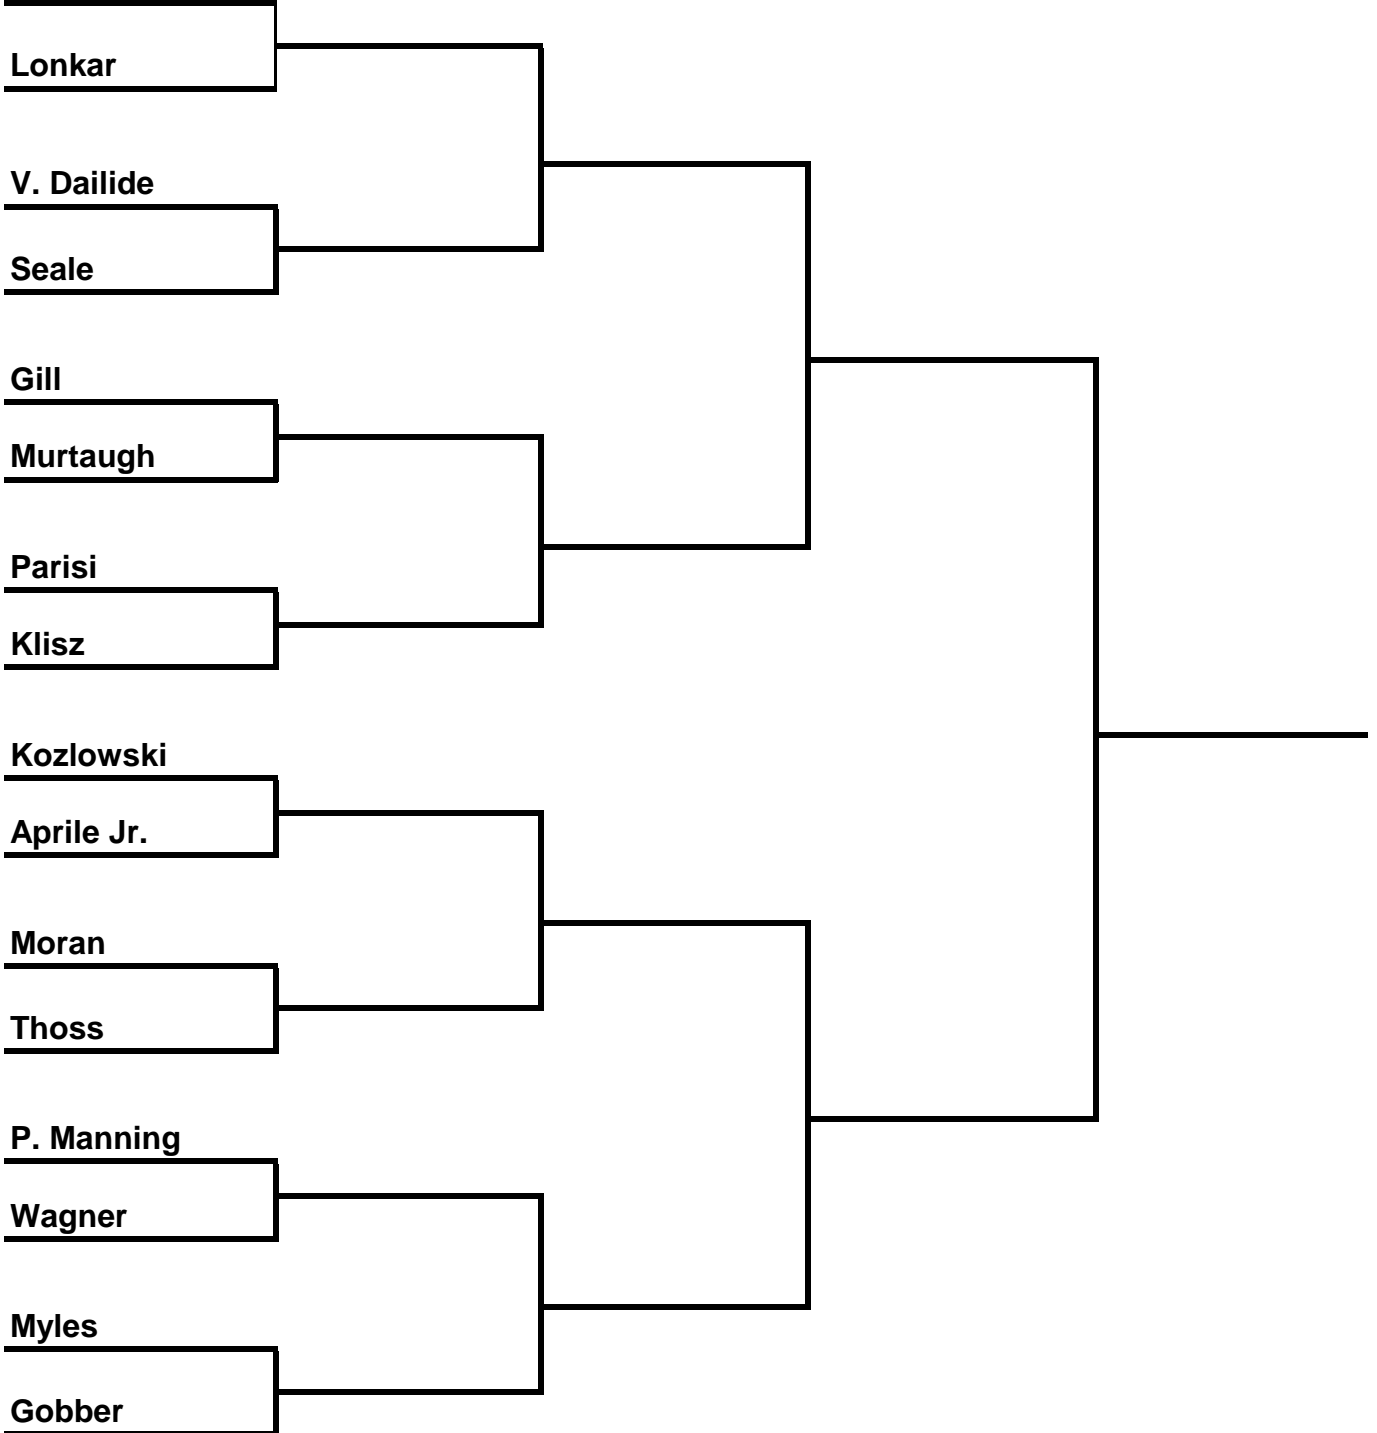 Lonkar
V. Dailide
Seale
Gill
Murtaugh
Parisi
Klisz
Kozlowski
Aprile Jr.
Moran
Thoss
P. Manning
Wagner
Myles
Gobber